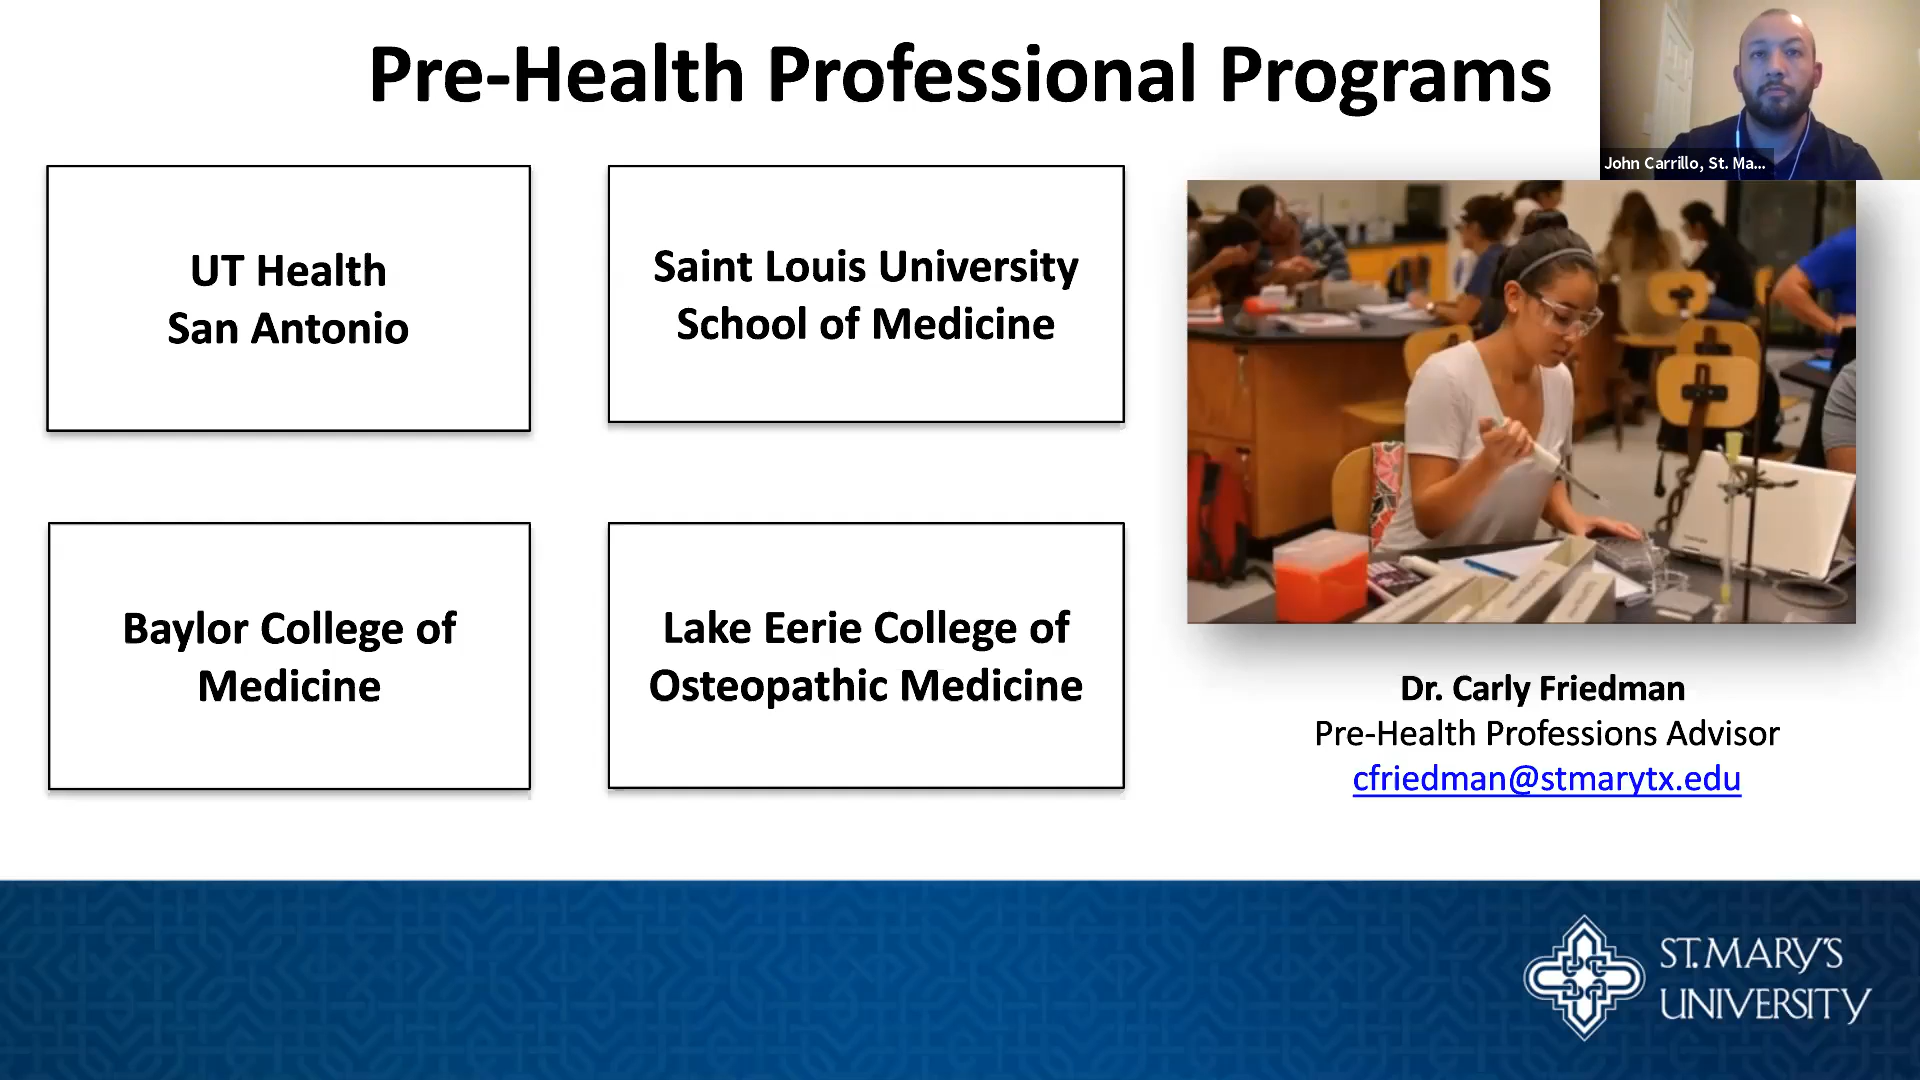 Pre-Health Professional Programs
John Carrillo, St. Ma...
UT Health
San Antonio
Saint Louis University
School of Medicine
Baylor College of
Medicine
Lake Eerie College of
Osteopathic Medicine
Dr. Carly Friedman
Pre-Health Professions Advisor
cfriedman@stmarytx.edu
ST. MARY'S
UNIVERSITY